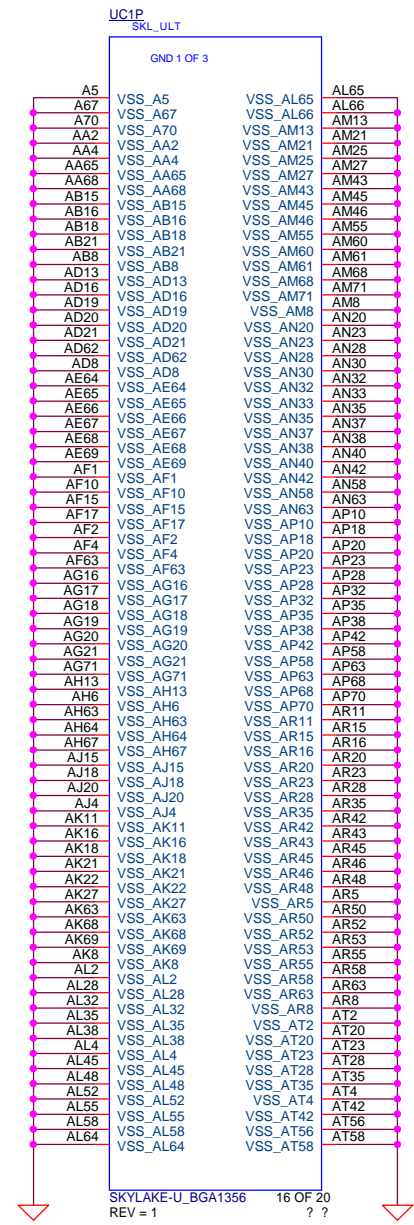 UC1P
SKL_ULT
GND 1 OF 3
A5 VSS_A5 VSS_AL65 AL65
A67 VSS_A67 VSS_AL66 AL66
A70 VSS_A70 VSS_AM13 AM13
AA2 VSS_AA2 VSS_AM21 AM21
AA4 VSS_AA4 VSS_AM25 AM25
AA65 VSS_AA65 VSS_AM27 AM27
AA68 VSS_AA68 VSS_AM43 AM43
AB15 VSS_AB15 VSS_AM45 AM45
AB16 VSS_AB16 VSS_AM46 AM46
AB18 VSS_AB18 VSS_AM55 AM55
AB21 VSS_AB21 VSS_AM60 AM60
AB8 VSS_AB8 VSS_AM61 AM61
AD13 VSS_AD13 VSS_AM68 AM68
AD16 VSS_AD16 VSS_AM71 AM71
AD19 VSS_AD19 VSS_AM8 AM8
AD20 VSS_AD20 VSS_AN20 AN20
AD21 VSS_AD21 VSS_AN23 AN23
AD62 VSS_AD62 VSS_AN28 AN28
AD8 VSS_AD8 VSS_AN30 AN30
AE64 VSS_AE64 VSS_AN32 AN32
AE65 VSS_AE65 VSS_AN33 AN33
AE66 VSS_AE66 VSS_AN35 AN35
AE67 VSS_AE67 VSS_AN37 AN37
AE68 VSS_AE68 VSS_AN38 AN38
AE69 VSS_AE69 VSS_AN40 AN40
AF1 VSS_AF1 VSS_AN42 AN42
AF10 VSS_AF10 VSS_AN58 AN58
AF15 VSS_AF15 VSS_AN63 AN63
AF17 VSS_AF17 VSS_AP10 AP10
AF2 VSS_AF2 VSS_AP18 AP18
AF4 VSS_AF4 VSS_AP20 AP20
AF63 VSS_AF63 VSS_AP23 AP23
AG16 VSS_AG16 VSS_AP28 AP28
AG17 VSS_AG17 VSS_AP32 AP32
AG18 VSS_AG18 VSS_AP35 AP35
AG19 VSS_AG19 VSS_AP38 AP38
AG20 VSS_AG20 VSS_AP42 AP42
AG21 VSS_AG21 VSS_AP58 AP58
AG71 VSS_AG71 VSS_AP63 AP63
AH13 VSS_AH13 VSS_AP68 AP68
AH6 VSS_AH6 VSS_AP70 AP70
AH63 VSS_AH63 VSS_AR11 AR11
AH64 VSS_AH64 VSS_AR15 AR15
AH67 VSS_AH67 VSS_AR16 AR16
AJ15 VSS_AJ15 VSS_AR20 AR20
AJ18 VSS_AJ18 VSS_AR23 AR23
AJ20 VSS_AJ20 VSS_AR28 AR28
AJ4 VSS_AJ4 VSS_AR35 AR35
AK11 VSS_AK11 VSS_AR42 AR42
AK16 VSS_AK16 VSS_AR43 AR43
AK18 VSS_AK18 VSS_AR45 AR45
AK21 VSS_AK21 VSS_AR46 AR46
AK22 VSS_AK22 VSS_AR48 AR48
AK27 VSS_AK27 VSS_AR5 AR5
AK63 VSS_AK63 VSS_AR50 AR50
AK68 VSS_AK68 VSS_AR52 AR52
AK69 VSS_AK69 VSS_AR53 AR53
AK8 VSS_AK8 VSS_AR55 AR55
AL2 VSS_AL2 VSS_AR58 AR58
AL28 VSS_AL28 VSS_AR63 AR63
AL32 VSS_AL32 VSS_AR8 AR8
AL35 VSS_AL35 VSS_AT2 AT2
AL38 VSS_AL38 VSS_AT20 AT20
AL4 VSS_AL4 VSS_AT23 AT23
AL45 VSS_AL45 VSS_AT28 AT28
AL48 VSS_AL48 VSS_AT35 AT35
AL52 VSS_AL52 VSS_AT4 AT4
AL55 VSS_AL55 VSS_AT42 AT42
AL58 VSS_AL58 VSS_AT56 AT56
AL64 VSS_AL64 VSS_AT58 AT58
SKYLAKE-U_BGA1356 16 OF 20
REV = 1 ? ?